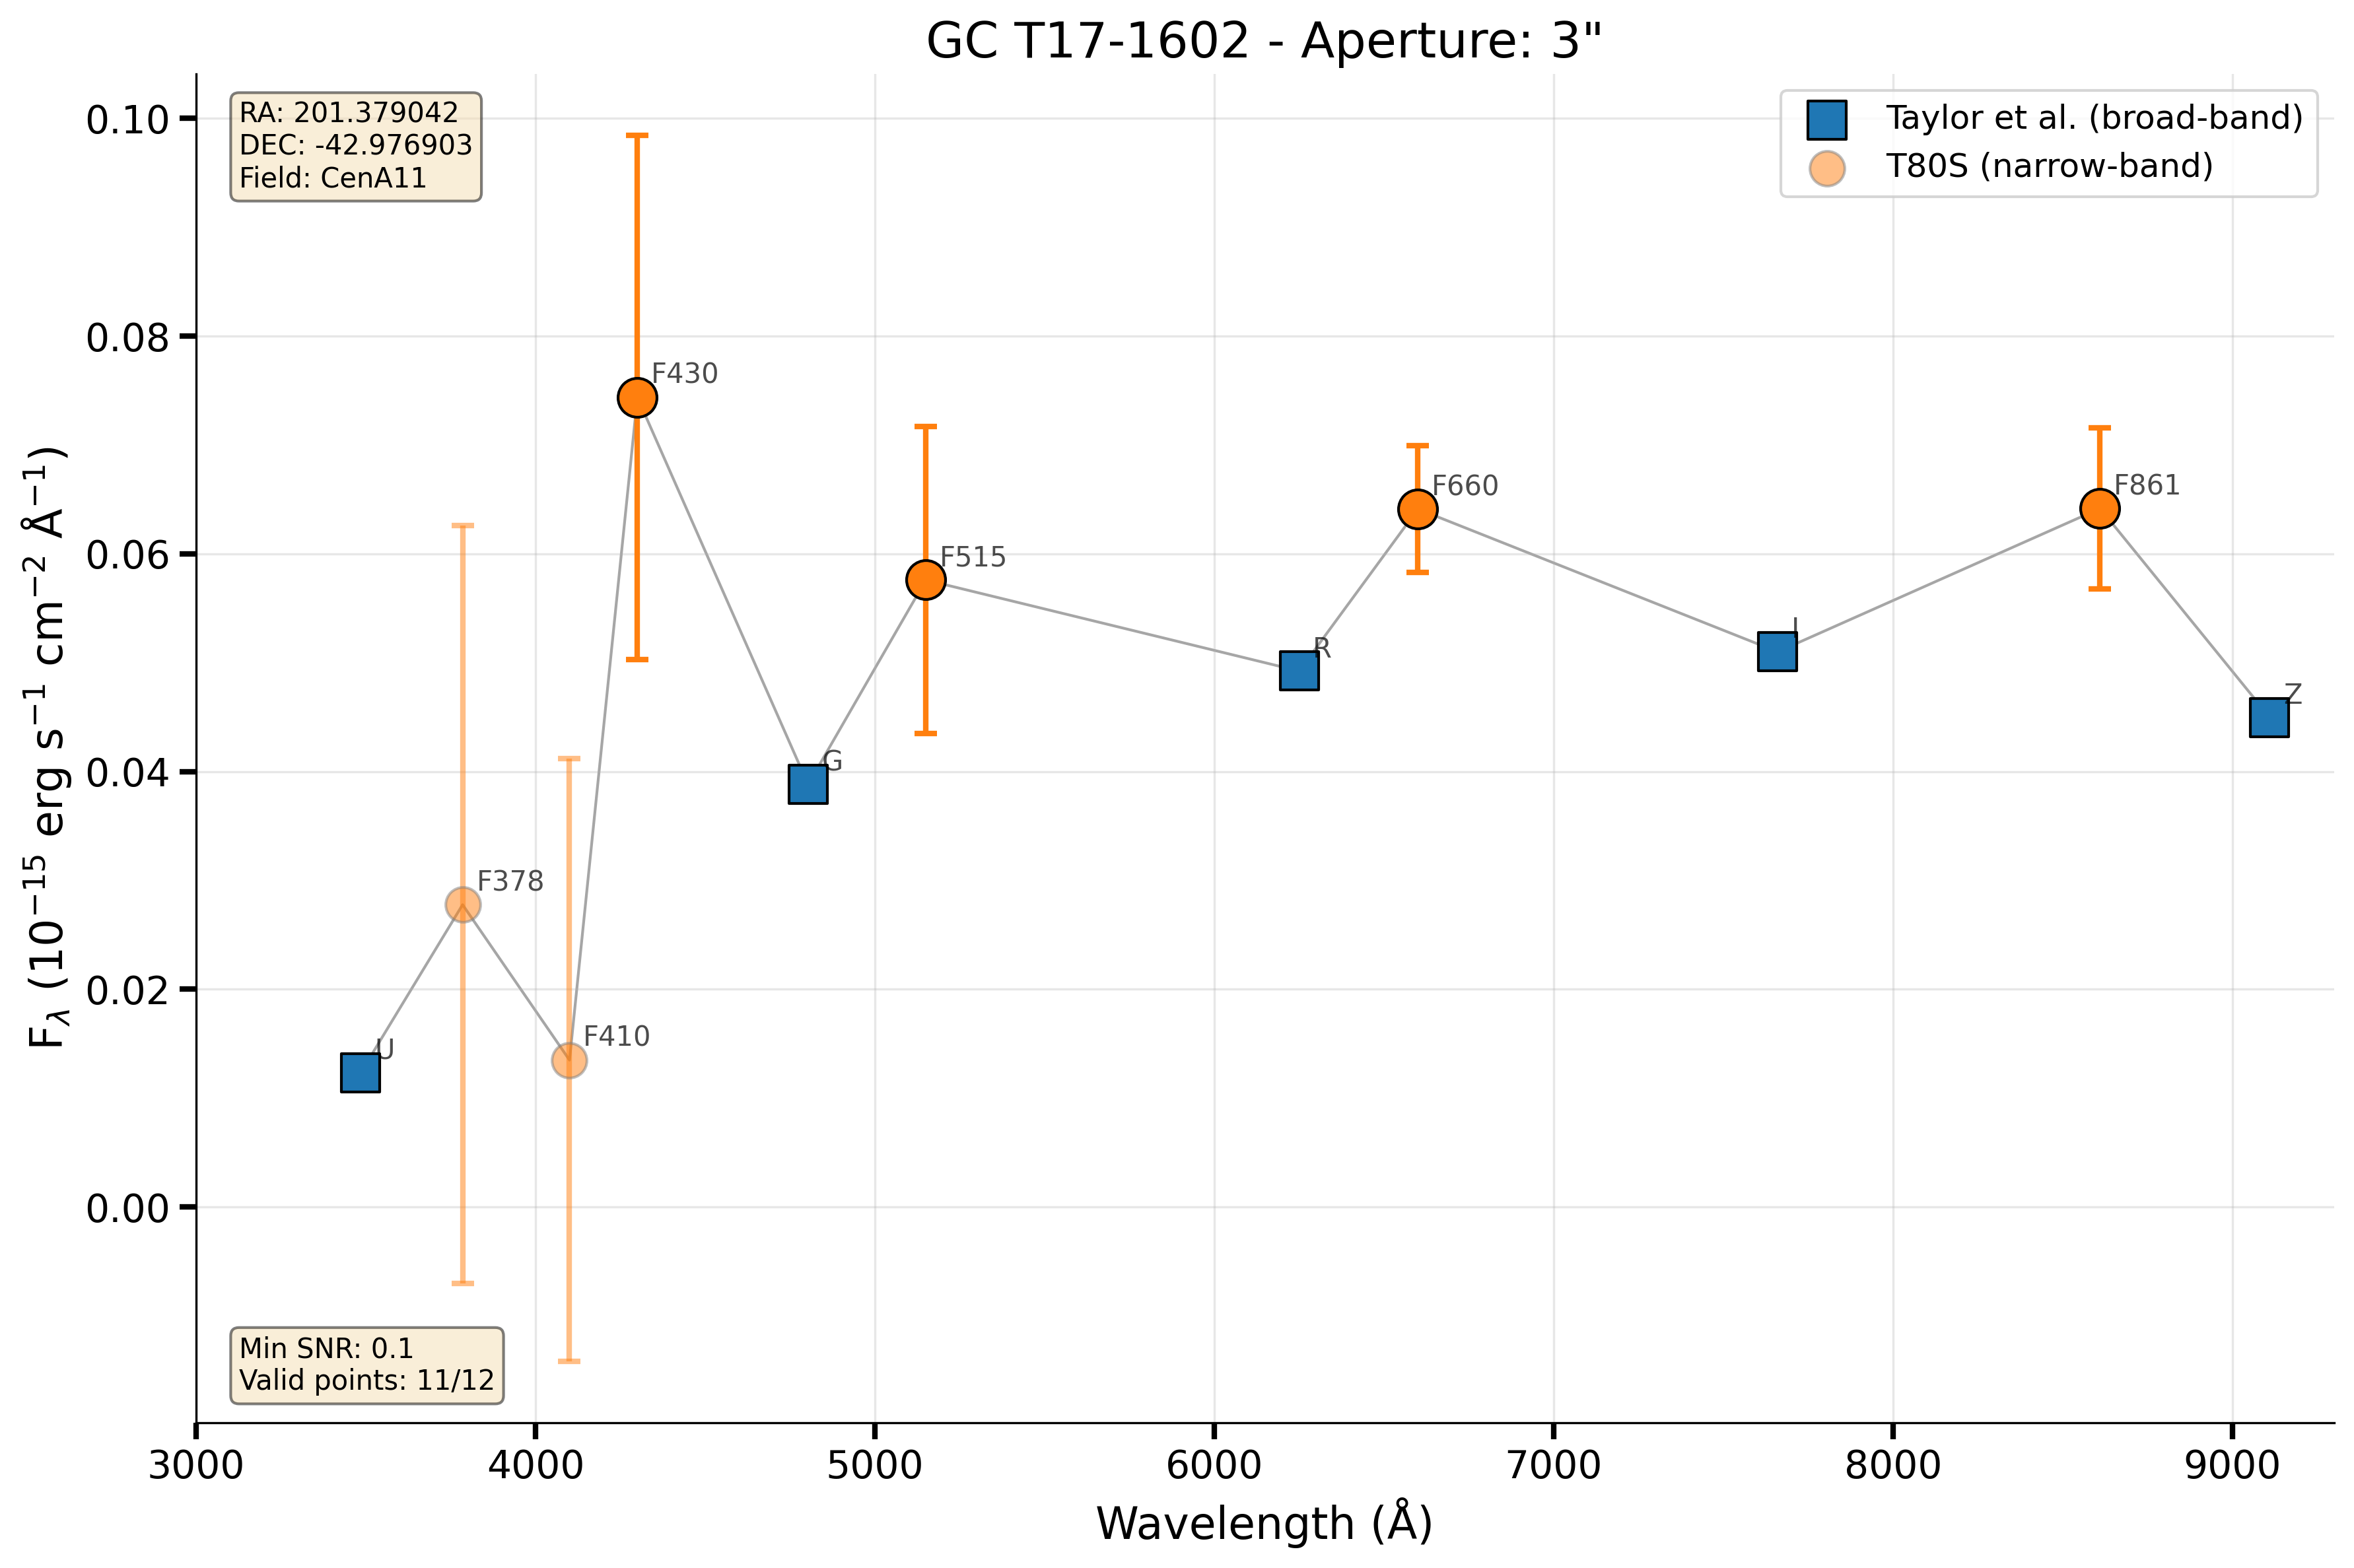 GC T17-1602 - Aperture: 3"
RA: 201.379042
DEC: -42.976903
Field: CenA11
Taylor et al. (broad-band)
T80S (narrow-band)
0.10
0.08
0.06
0.04
0.02
0.00
F_λ (10⁻¹⁵ erg s⁻¹ cm⁻² Å⁻¹)
U
F378
F410
F430
G
F515
R
F660
I
F861
Z
Min SNR: 0.1
Valid points: 11/12
3000
4000
5000
6000
7000
8000
9000
Wavelength (Å)